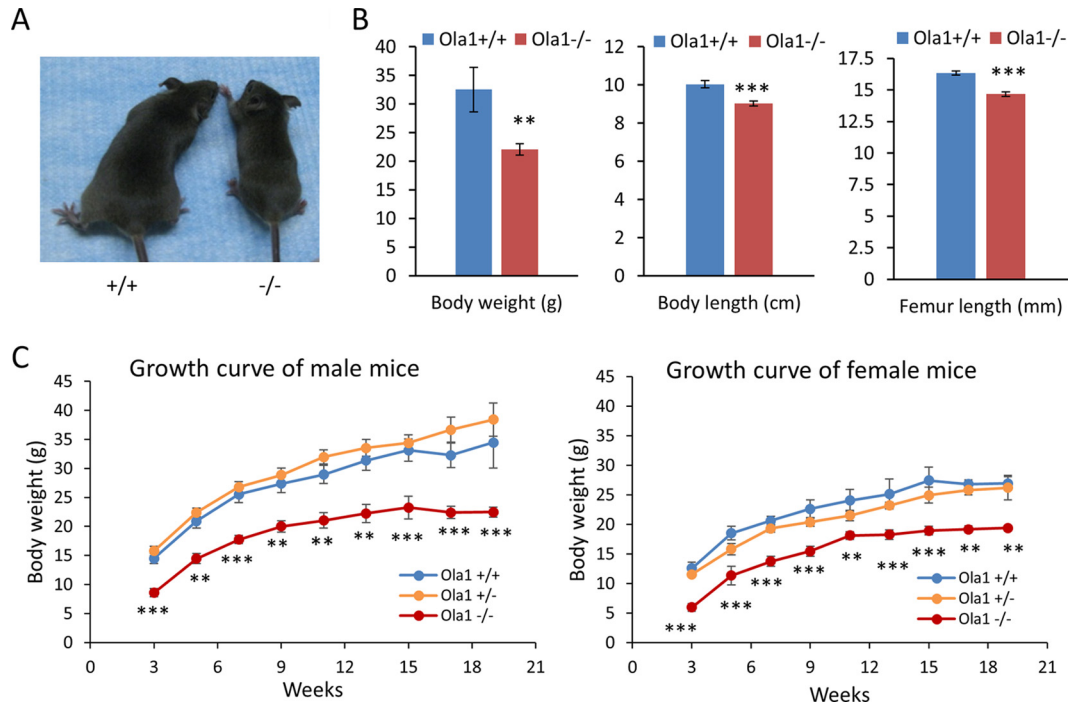 A
+/+ -/-
B
Ola1+/+ Ola1-/-
40
35
30
25
20
15
10
5
0
**
Body weight (g)
Ola1+/+ Ola1-/-
12
10
8
6
4
2
0
***
Body length (cm)
Ola1+/+ Ola1-/-
17.5
15
12.5
10
7.5
5
2.5
0
***
Femur length (mm)
C
Growth curve of male mice
Body weight (g)
45
40
35
30
25
20
15
10
5
0
*** ** *** ** ** ** *** *** ***
Ola1 +/+
Ola1 +/-
Ola1 -/-
0 3 6 9 12 15 18 21
Weeks
Growth curve of female mice
Body weight (g)
45
40
35
30
25
20
15
10
5
0
*** *** *** *** ** *** *** ** **
Ola1 +/+
Ola1 +/-
Ola1 -/-
0 3 6 9 12 15 18 21
Weeks